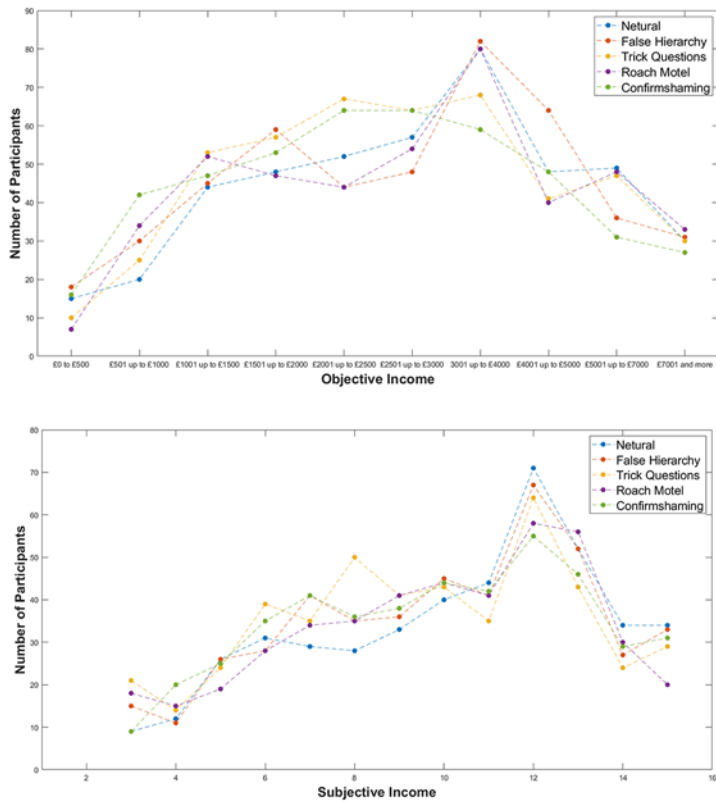 90
80
70
60
50
40
30
20
10
0
Number of Participants
Netural
False Hierarchy
Trick Questions
Roach Motel
Confirmshaming
£0 to £500 £501 up to £1000 £1001 up to £1500 £1501 up to £2000 £2001 up to £2500 £2501 up to £3000 3001 up to £4000 £4001 up to £5000 £5001 up to £7000 £7001 and more
Objective Income
80
70
60
50
40
30
20
10
0
Number of Participants
Netural
False Hierarchy
Trick Questions
Roach Motel
Confirmshaming
2 4 6 8 10 12 14 16
Subjective Income